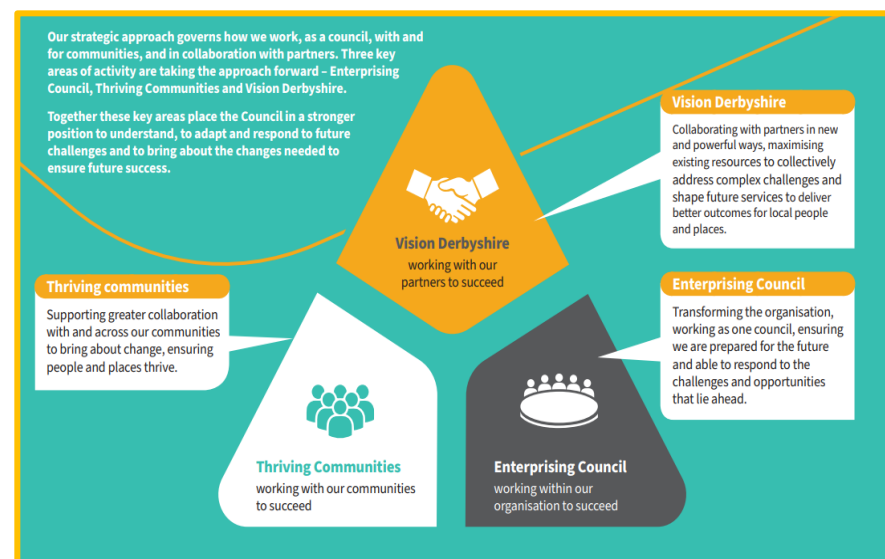 Our strategic approach governs how we work, as a council, with and
for communities, and in collaboration with partners. Three key
areas of activity are taking the approach forward – Enterprising
Council, Thriving Communities and Vision Derbyshire.
Together these key areas place the Council in a stronger
position to understand, to adapt and respond to future
challenges and to bring about the changes needed to
ensure future success.
Vision Derbyshire
Collaborating with partners in new
and powerful ways, maximising
existing resources to collectively
address complex challenges and
shape future services to deliver
better outcomes for local people
and places.
Vision Derbyshire
working with our
partners to succeed
Thriving communities
Supporting greater collaboration
with and across our communities
to bring about change, ensuring
people and places thrive.
Enterprising Council
Transforming the organisation,
working as one council, ensuring
we are prepared for the future
and able to respond to the
challenges and opportunities
that lie ahead.
Thriving Communities
working with our communities
to succeed
Enterprising Council
working within our
organisation to succeed